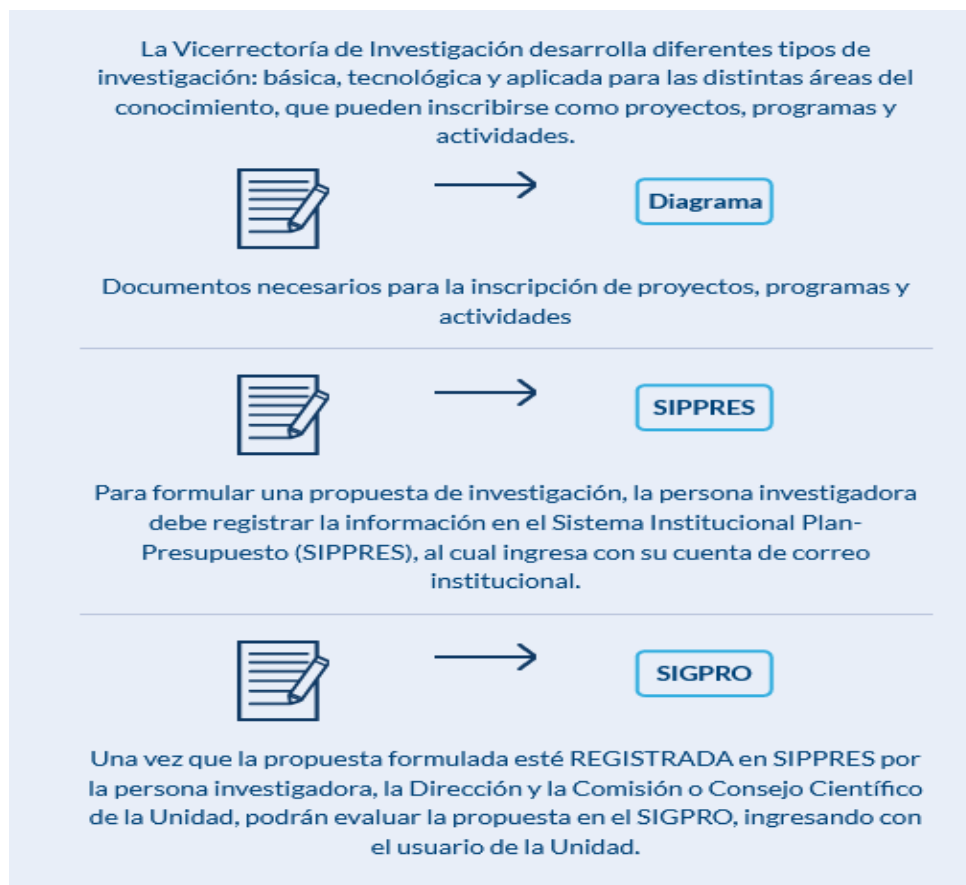 La Vicerrectoría de Investigación desarrolla diferentes tipos de
investigación: básica, tecnológica y aplicada para las distintas áreas del
conocimiento, que pueden inscribirse como proyectos, programas y
actividades.
Diagrama
Documentos necesarios para la inscripción de proyectos, programas y
actividades
SIPPRES
Para formular una propuesta de investigación, la persona investigadora
debe registrar la información en el Sistema Institucional Plan-
Presupuesto (SIPPRES), al cual ingresa con su cuenta de correo
institucional.
SIGPRO
Una vez que la propuesta formulada esté REGISTRADA en SIPPRES por
la persona investigadora, la Dirección y la Comisión o Consejo Científico
de la Unidad, podrán evaluar la propuesta en el SIGPRO, ingresando con
el usuario de la Unidad.